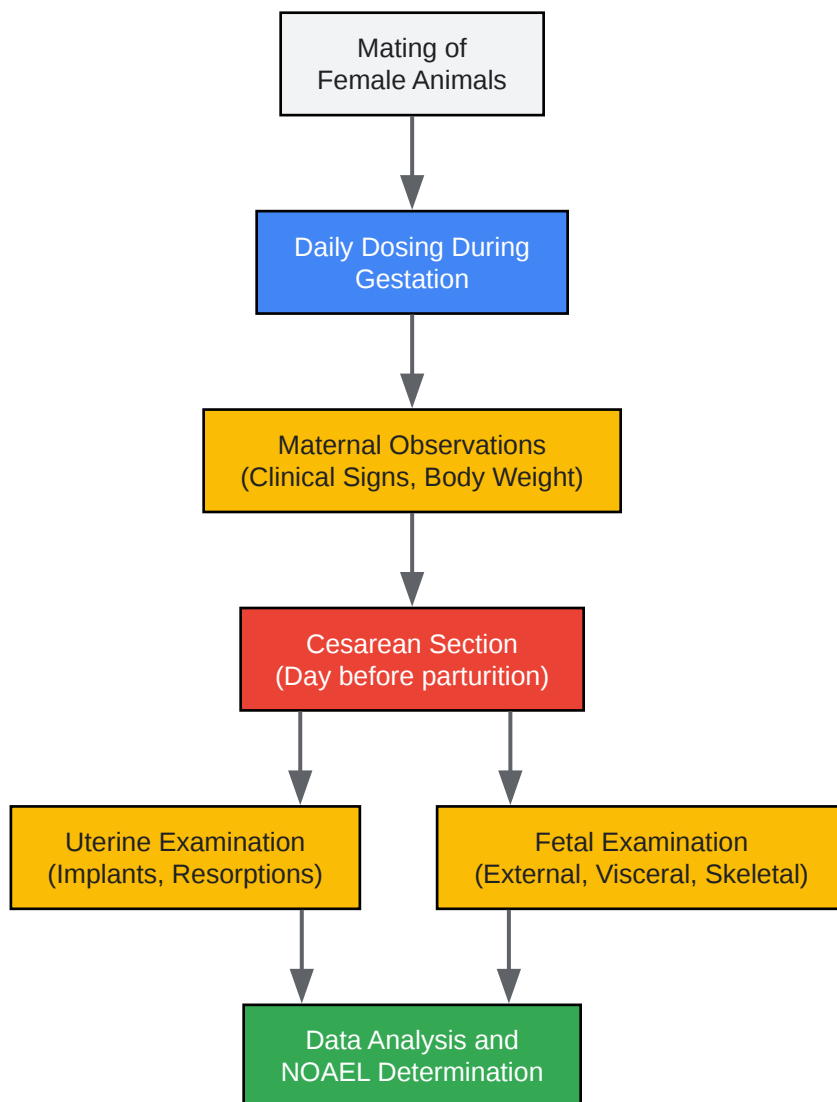 Mating of
Female Animals
Daily Dosing During
Gestation
Maternal Observations
(Clinical Signs, Body Weight)
Cesarean Section
(Day before parturition)
Uterine Examination
(Implants, Resorptions)
Fetal Examination
(External, Visceral, Skeletal)
Data Analysis and
NOAEL Determination